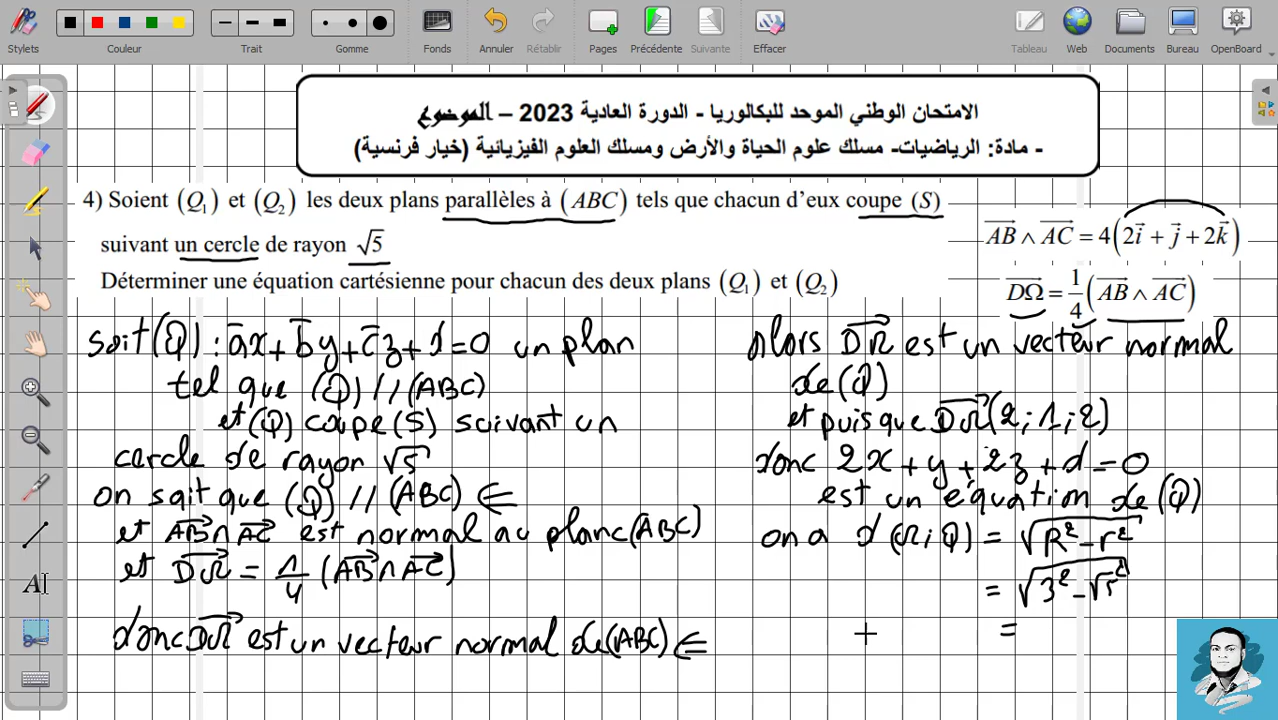 Stylets
Couleur
Trait
Gomme
Fonds
Annuler
Rétablir
Pages
Précédente
Suivante
Effacer
Tableau
Web
Documents
Bureau
OpenBoard
الامتحان الوطني الموحد للبكالوريا - الدورة العادية 2023 – الموضوع
- مادة: الرياضيات- مسلك علوم الحياة والأرض ومسلك العلوم الفيزيائية (خيار فرنسية)
4) Soient (Q₁) et (Q₂) les deux plans parallèles à (ABC) tels que chacun d'eux coupe (S)
suivant un cercle de rayon √5
Déterminer une équation cartésienne pour chacun des deux plans (Q₁) et (Q₂)
AB⃗ ∧ AC⃗ = 4(2i⃗ + j⃗ + 2k⃗)
DΩ⃗ = 1/4 (AB⃗ ∧ AC⃗)
soit (Q) : ax + by + cz + d = 0 un plan
tel que (Q) // (ABC)
et (Q) coupe (S) suivant un
cercle de rayon √5
on sait que (Q) // (ABC) ∈
et AB⃗ ∩ AC⃗ est normal au planc (ABC)
et DΩ⃗ = 1/4 (AB⃗ ∩ AC⃗)
donc DΩ⃗ est un vecteur normal de (ABC) ∈
Alors DΩ⃗ est un vecteur normal
de (Q)
et puis que DΩ⃗ (2 ; 1 ; 2)
donc 2x + y + 2z + d = 0
est un équation de (Q)
on a d (Ω ; Q) = √(R² - r²)
= √(3² - √5²)
=
AI